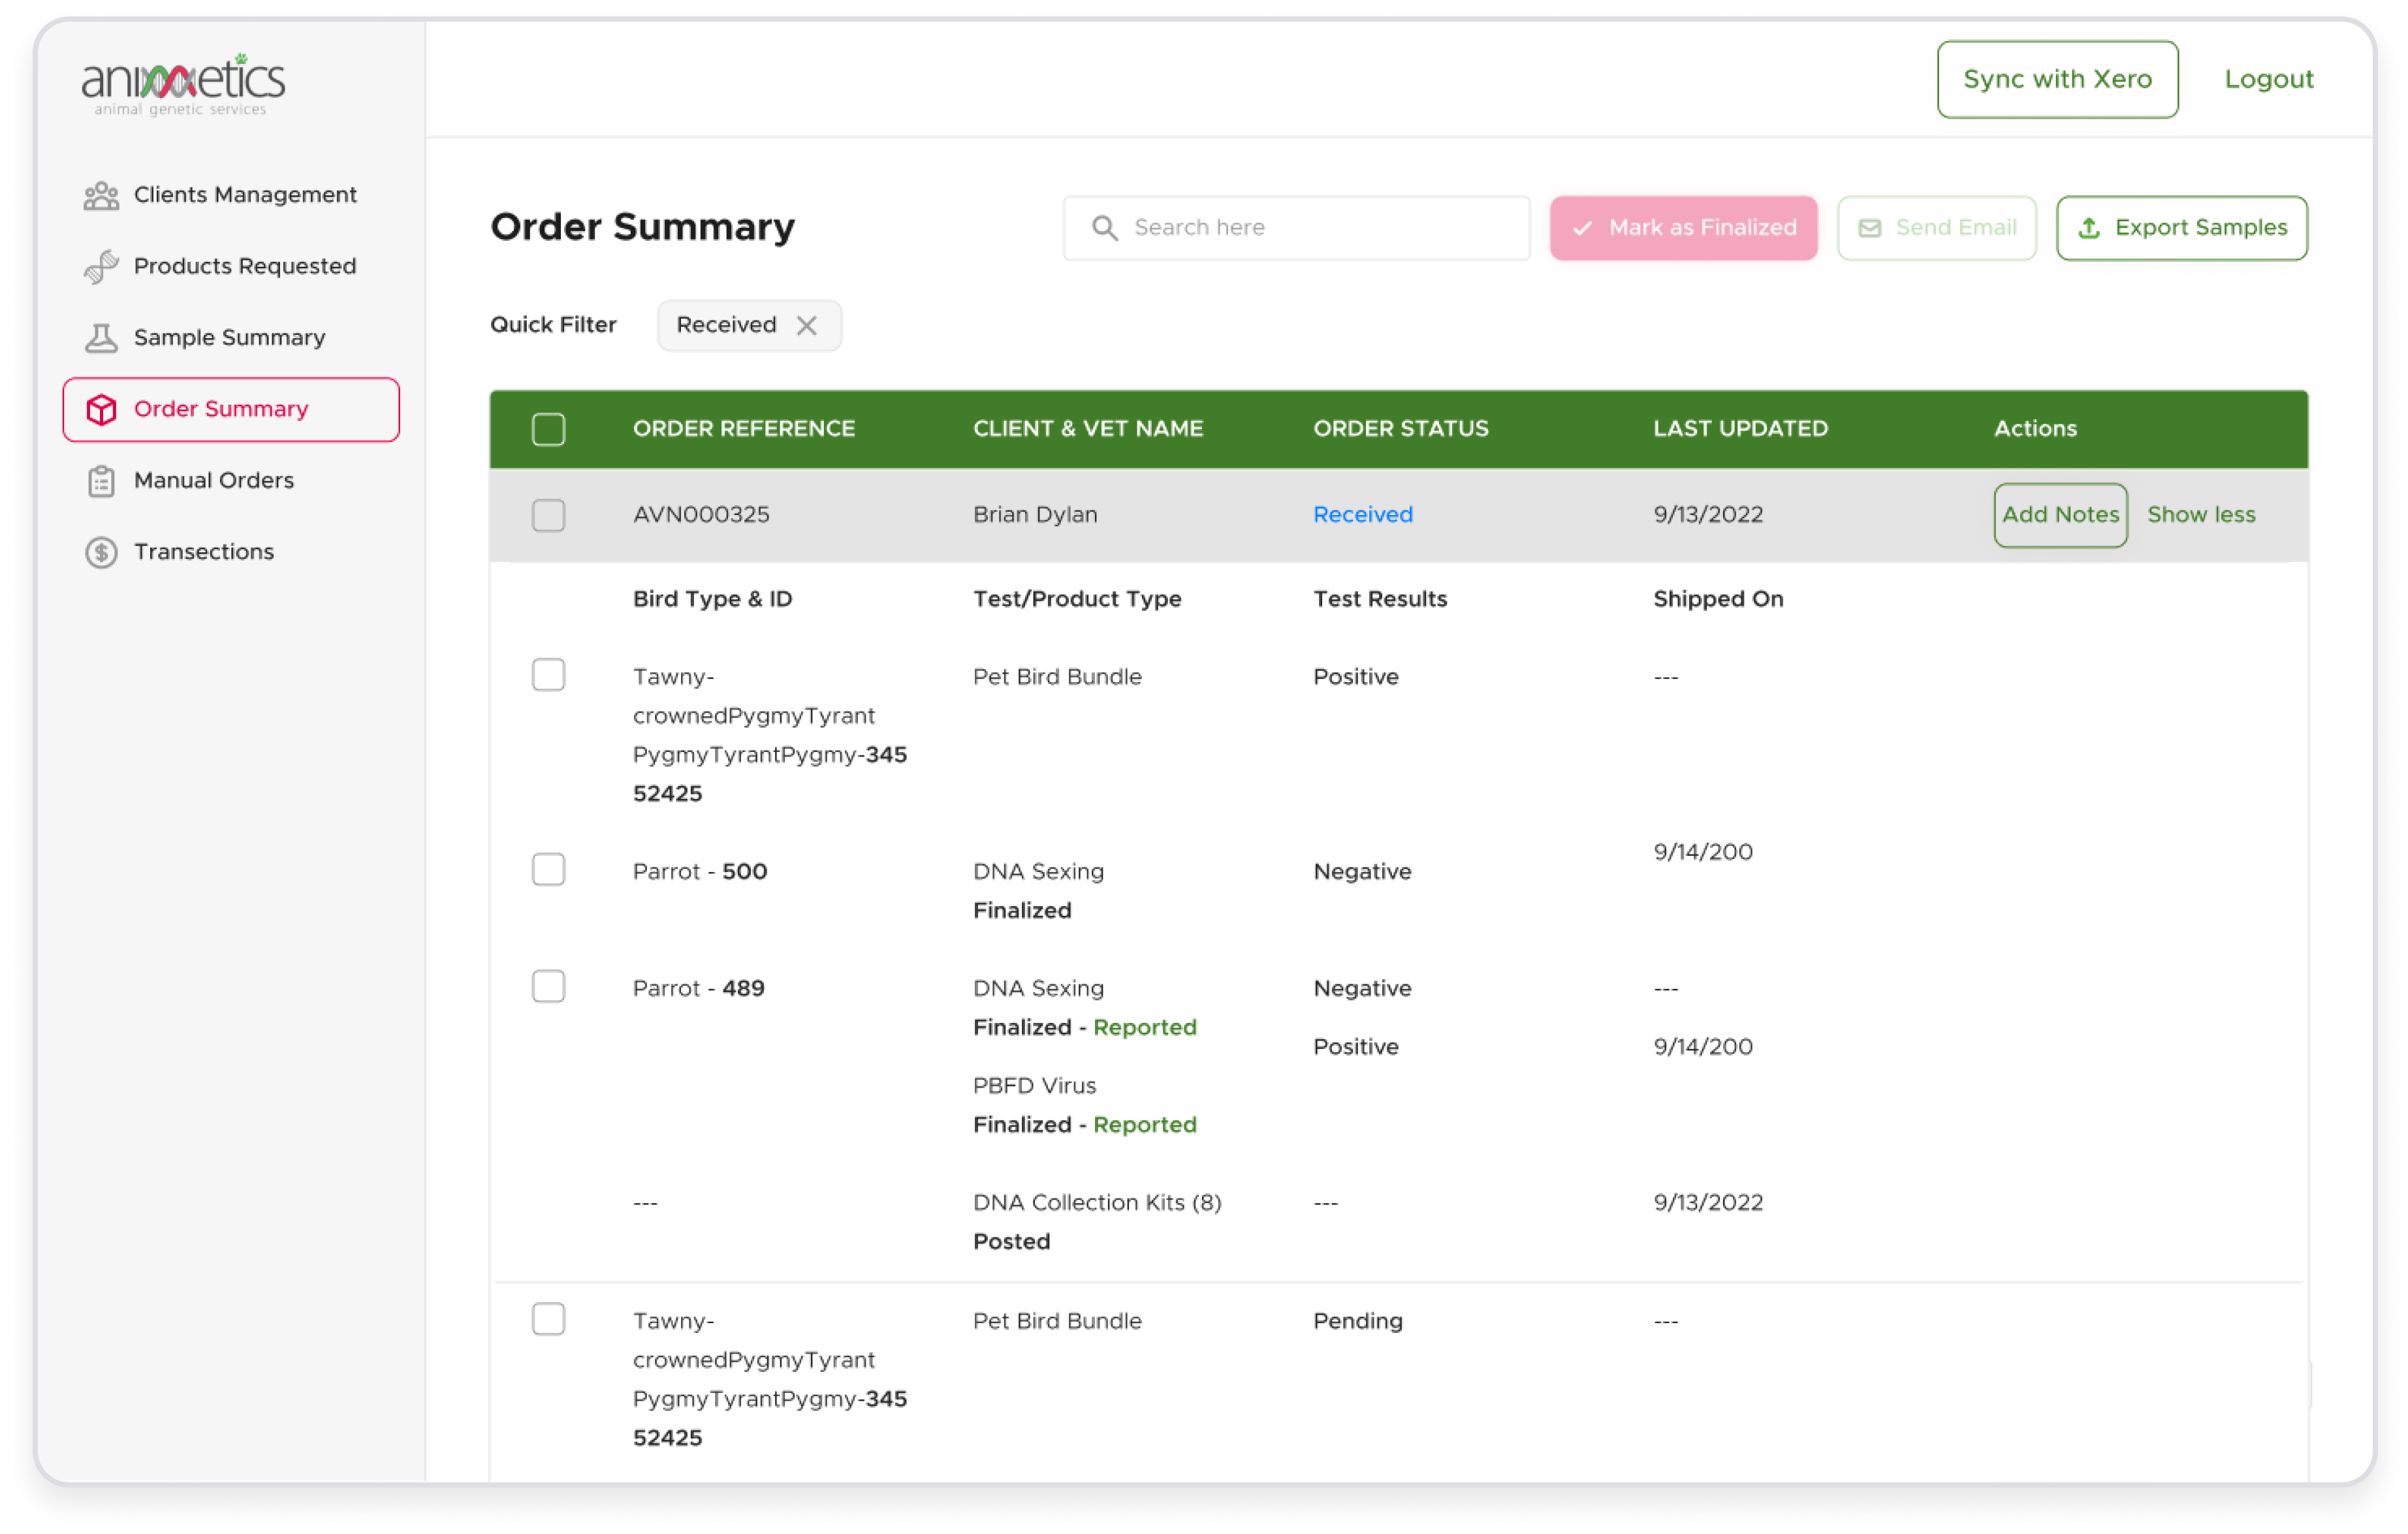 animetics
animal genetic services
Sync with Xero
Logout
Clients Management
Products Requested
Sample Summary
Order Summary
Manual Orders
Transections
Order Summary
Search here
Mark as Finalized
Send Email
Export Samples
Quick Filter
Received
ORDER REFERENCE
CLIENT & VET NAME
ORDER STATUS
LAST UPDATED
Actions
AVN000325
Brian Dylan
Received
9/13/2022
Add Notes
Show less
Bird Type & ID
Test/Product Type
Test Results
Shipped On
Tawny-
crownedPygmyTyrant
PygmyTyrantPygmy-345
52425
Pet Bird Bundle
Positive
---
Parrot - 500
DNA Sexing
Finalized
Negative
9/14/200
Parrot - 489
DNA Sexing
Finalized - Reported
Negative
---
Positive
9/14/200
PBFD Virus
Finalized - Reported
---
DNA Collection Kits (8)
Posted
---
9/13/2022
Tawny-
crownedPygmyTyrant
PygmyTyrantPygmy-345
52425
Pet Bird Bundle
Pending
---